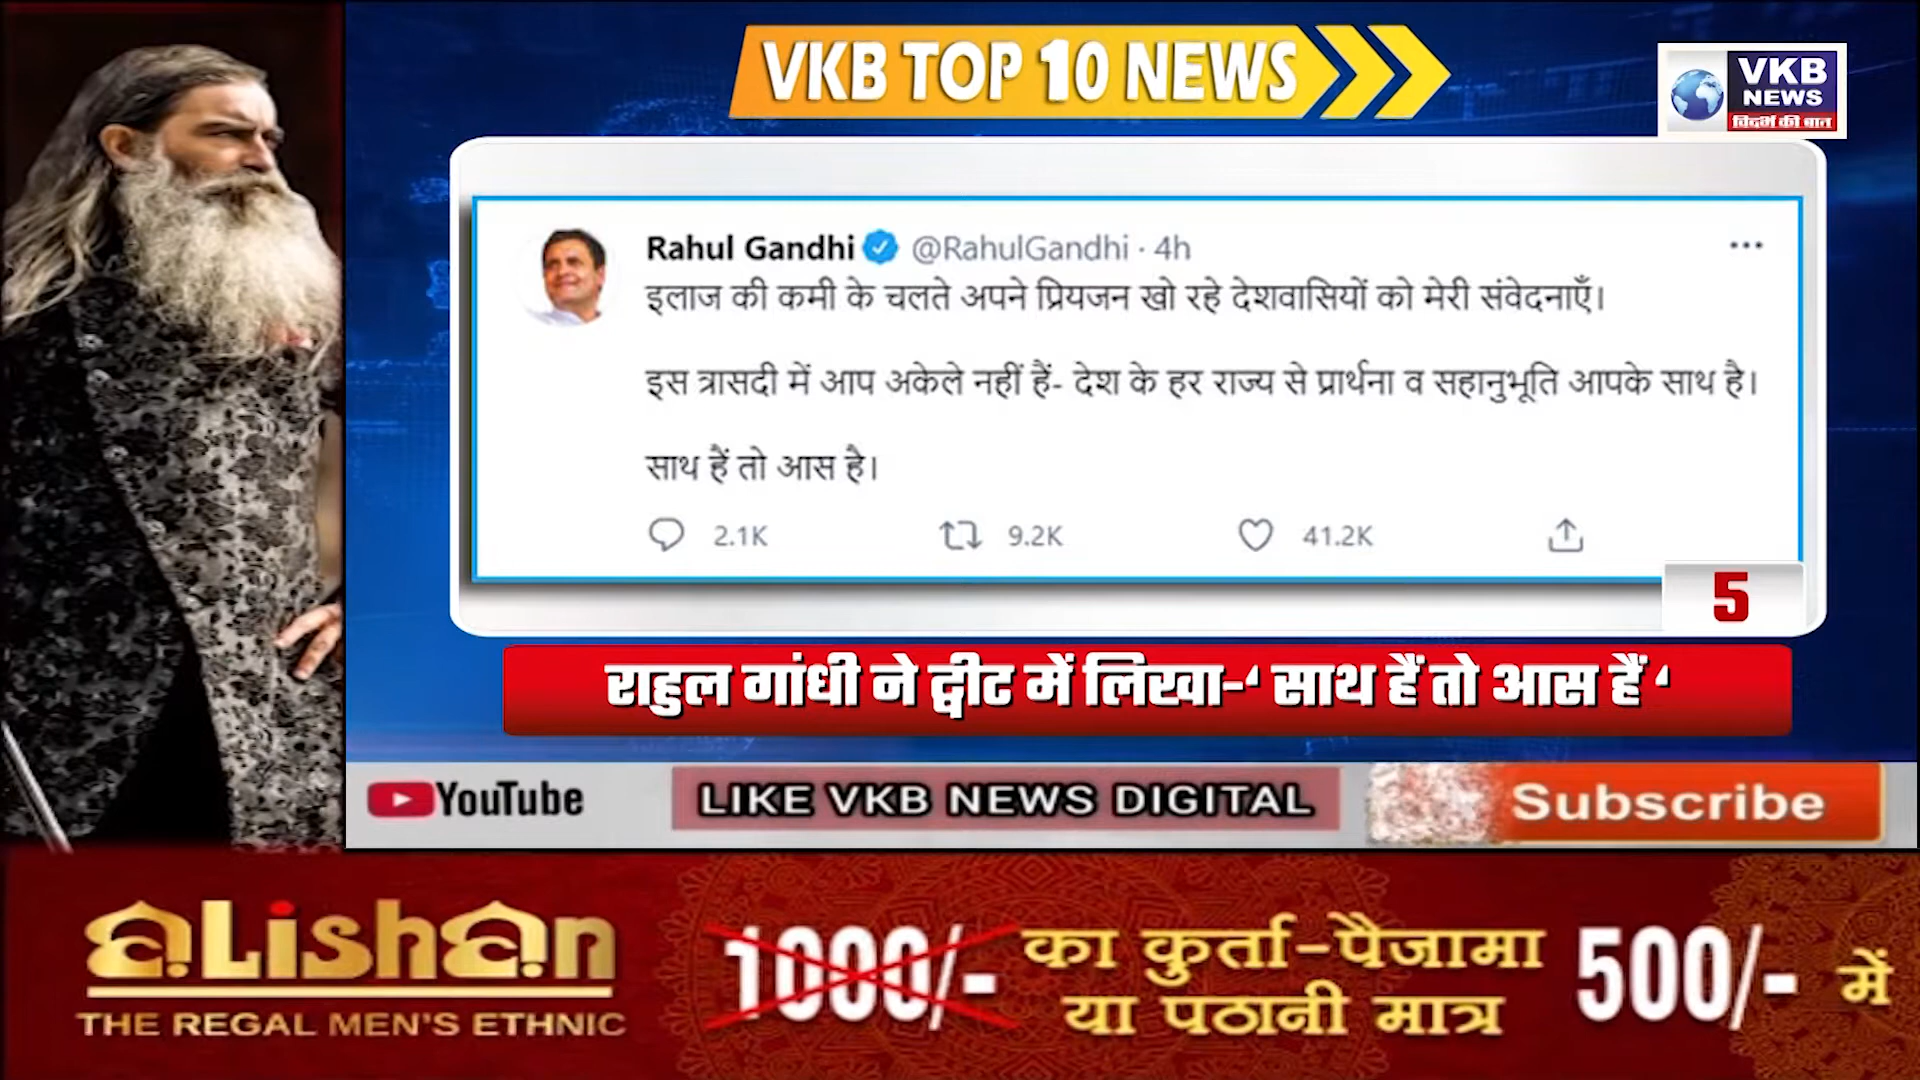 VKB TOP 10 NEWS
VKB
NEWS
विदर्भ की बात
Rahul Gandhi @RahulGandhi · 4h
इलाज की कमी के चलते अपने प्रियजन खो रहे देशवासियों को मेरी संवेदनाएँ।
इस त्रासदी में आप अकेले नहीं हैं- देश के हर राज्य से प्रार्थना व सहानुभूति आपके साथ है।
साथ हैं तो आस है।
2.1K 9.2K 41.2K
5
राहुल गांधी ने ट्वीट में लिखा-‘ साथ हैं तो आस हैं ‘
YouTube LIKE VKB NEWS DIGITAL Subscribe
aLishan
THE REGAL MEN'S ETHNIC
1000/- का कुर्ता-पैजामा
या पठानी मात्र 500/- में